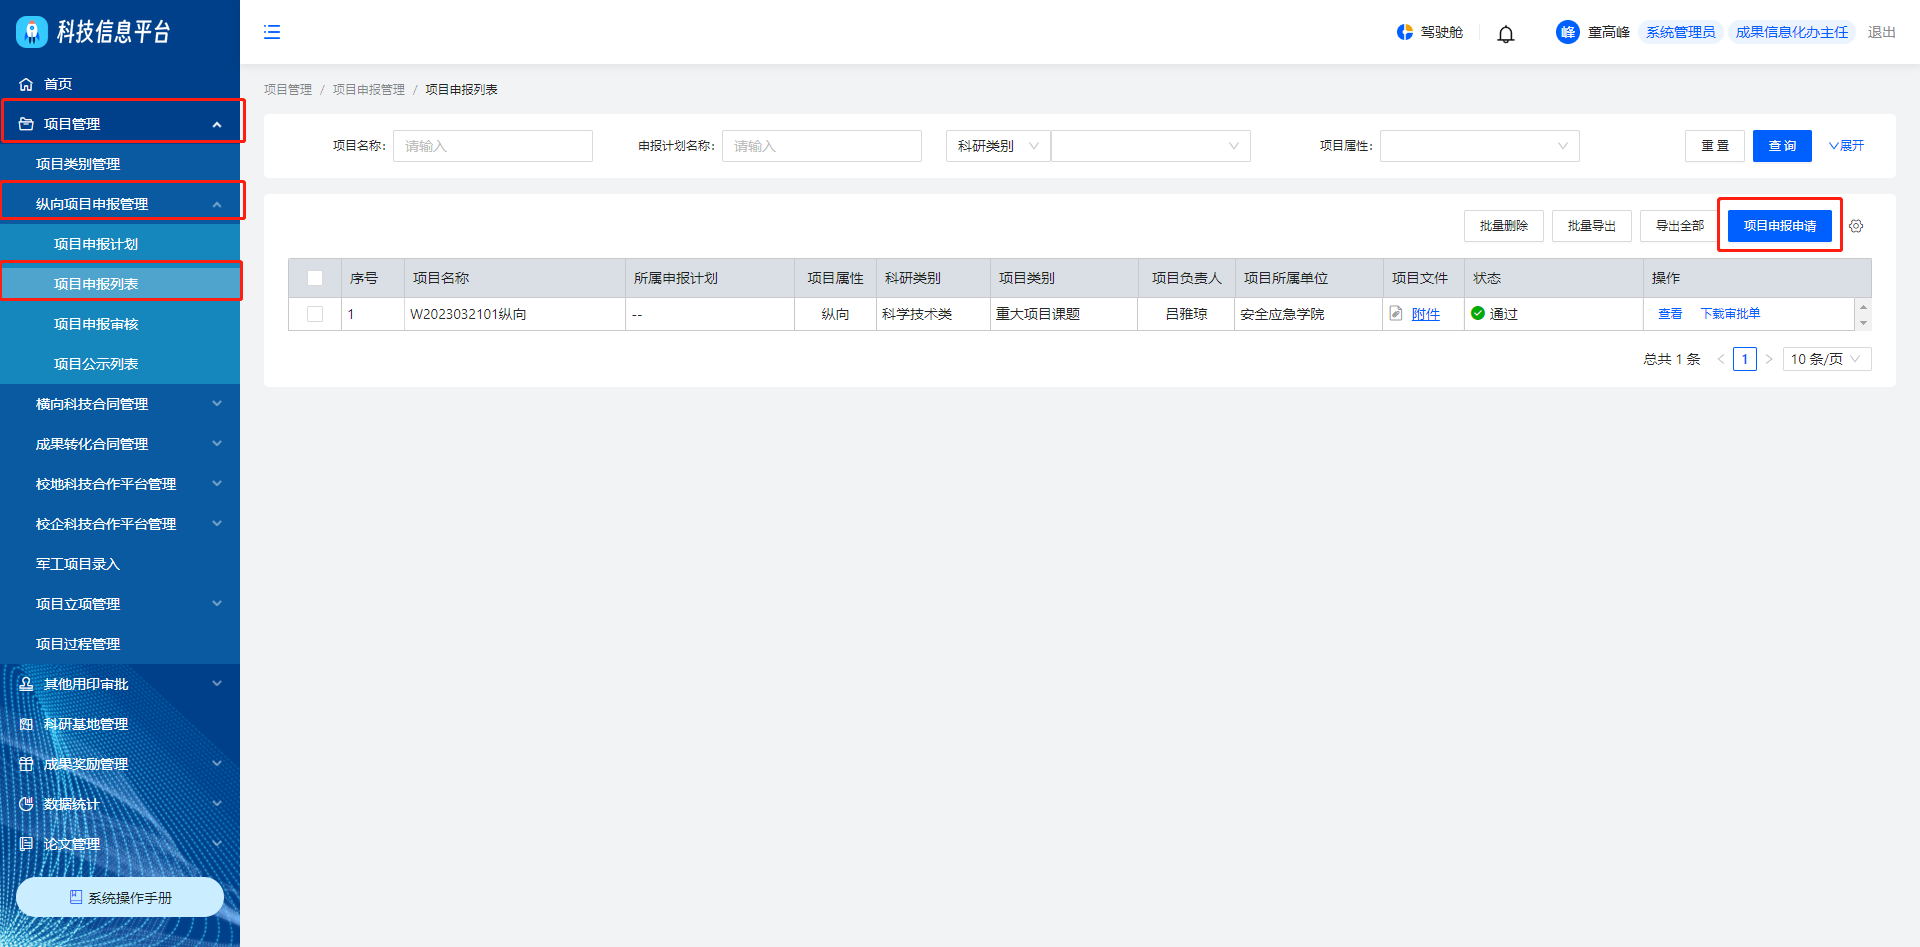 科技信息平台
驾驶舱
峰 童高峰 系统管理员 成果信息化办主任 退出
首页
项目管理
项目类别管理
纵向项目申报管理
项目申报计划
项目申报列表
项目申报审核
项目公示列表
横向科技合同管理
成果转化合同管理
校地科技合作平台管理
校企科技合作平台管理
军工项目录入
项目立项管理
项目过程管理
其他用印审批
科研基地管理
成果奖励管理
数据统计
论文管理
系统操作手册
项目管理 / 项目申报管理 / 项目申报列表
项目名称: 请输入 申报计划名称: 请输入 科研类别 项目属性: 重置 查询 展开
批量删除 批量导出 导出全部 项目申报申请
序号 项目名称 所属申报计划 项目属性 科研类别 项目类别 项目负责人 项目所属单位 项目文件 状态 操作
1 W2023032101纵向 -- 纵向 科学技术类 重大项目课题 吕雅琼 安全应急学院 附件 通过 查看 下载审批单
总共 1 条 < 1 > 10 条/页